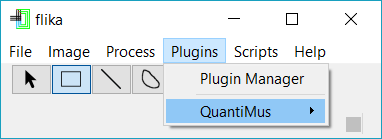 flika
File Image Process Plugins Scripts Help
Plugin Manager
QuantiMus